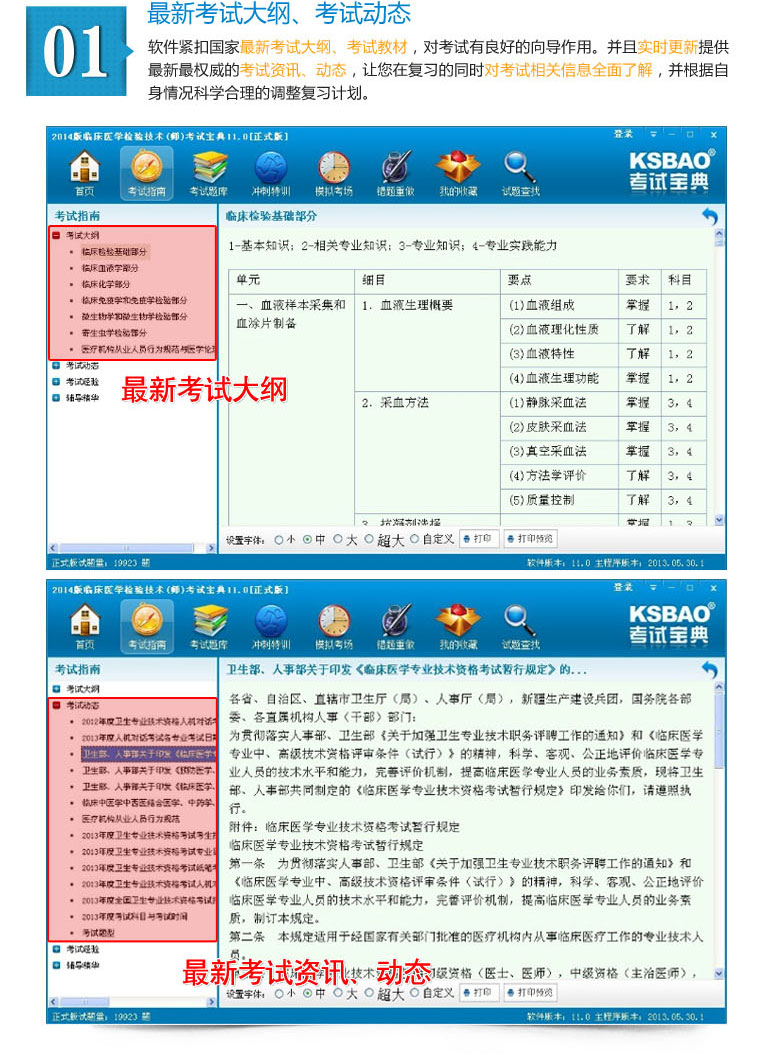 01
最新考试大纲、考试动态
软件紧扣国家最新考试大纲、考试教材，对考试有良好的向导作用。并且实时更新提供
最新最权威的考试资讯、动态，让您在复习的同时对考试相关信息全面了解，并根据自
身情况科学合理的调整复习计划。
2014版临床医学检验技术(师)考试宝典11.0[正式版]
登录
首页 考试指南 考试题库 冲刺特训 模拟考场 错题重做 我的收藏 试题查找
KSBAO®
考试宝典
考试指南
考试大纲
临床检验基础部分
临床血液学部分
临床化学部分
临床免疫学和免疫学检验部分
微生物学和微生物学检验部分
寄生虫学检验部分
医疗机构从业人员行为规范与医学伦理
考试动态
考试经验
辅导精华
最新考试大纲
临床检验基础部分
1-基本知识；2-相关专业知识；3-专业知识；4-专业实践能力
单元 细目 要点 要求 科目
一、血液样本采集和血涂片制备 1. 血液生理概要 (1)血液组成 掌握 1，2
(2)血液理化性质 了解 1，2
(3)血液特性 了解 1，2
(4)血液生理功能 掌握 1，2
2. 采血方法 (1)静脉采血法 掌握 3，4
(2)皮肤采血法 掌握 3，4
(3)真空采血法 掌握 3，4
(4)方法学评价 了解 3，4
(5)质量控制 了解 3，4
3. 抗凝剂选择 掌握 1，3
设置字体： 小 中 大 超大 自定义 打印 打印预览
正式版试题量：19923 题
软件版本：11.0 主程序版本：2013.05.30.1
2014版临床医学检验技术(师)考试宝典11.0[正式版]
登录
首页 考试指南 考试题库 冲刺特训 模拟考场 错题重做 我的收藏 试题查找
KSBAO®
考试宝典
考试指南
考试大纲
考试动态
2012年度卫生专业技术资格人机对话考
2013年度人机对话考试各专业考试日期
卫生部、人事部关于印发《临床医学专
卫生部、人事部关于印发《预防医学、
卫生部、人事部关于印发《临床医学、
临床中医学中西医结合医学、中药学、
医疗机构从业人员行为规范
2013年度卫生专业技术资格考试考生报
2013年度卫生专业技术资格考试专业
2013年度卫生专业技术资格考试纸笔考
2013年度卫生专业技术资格考试人机对
2013年度全国卫生专业技术资格考试
2013年度考试科目与考试时间
考试题型
考试经验
辅导精华
最新考试资讯、动态
卫生部、人事部关于印发《临床医学专业技术资格考试暂行规定》的...
各省、自治区、直辖市卫生厅（局）、人事厅（局），新疆生产建设兵团，国务院各部
委、各直属机构人事（干部）部门：
为贯彻落实人事部、卫生部《关于加强卫生专业技术职务评聘工作的通知》和《临床医学
专业中、高级技术资格评审条件（试行）》的精神，科学、客观、公正地评价临床医学专
业人员的技术水平和能力，完善评价机制，提高临床医学专业人员的业务素质，现将卫生
部、人事部共同制定的《临床医学专业技术资格考试暂行规定》印发给你们，请遵照执
行。
附件：临床医学专业技术资格考试暂行规定
临床医学专业技术资格考试暂行规定
第一条 为贯彻落实人事部、卫生部《关于加强卫生专业技术职务评聘工作的通知》和
《临床医学专业中、高级技术资格评审条件（试行）》的精神，科学、客观、公正地评价
临床医学专业人员的技术水平和能力，完善评价机制，提高临床医学专业人员的业务素
质，制订本规定。
第二条 本规定适用于经国家有关部门批准的医疗机构内从事临床医疗工作的专业技术人
员。
技术资格考试 初级资格（医士、医师），中级资格（主治医师），
设置字体： 小 中 大 超大 自定义 打印 打印预览
正式版试题量：19923 题
软件版本：11.0 主程序版本：2013.05.30.1